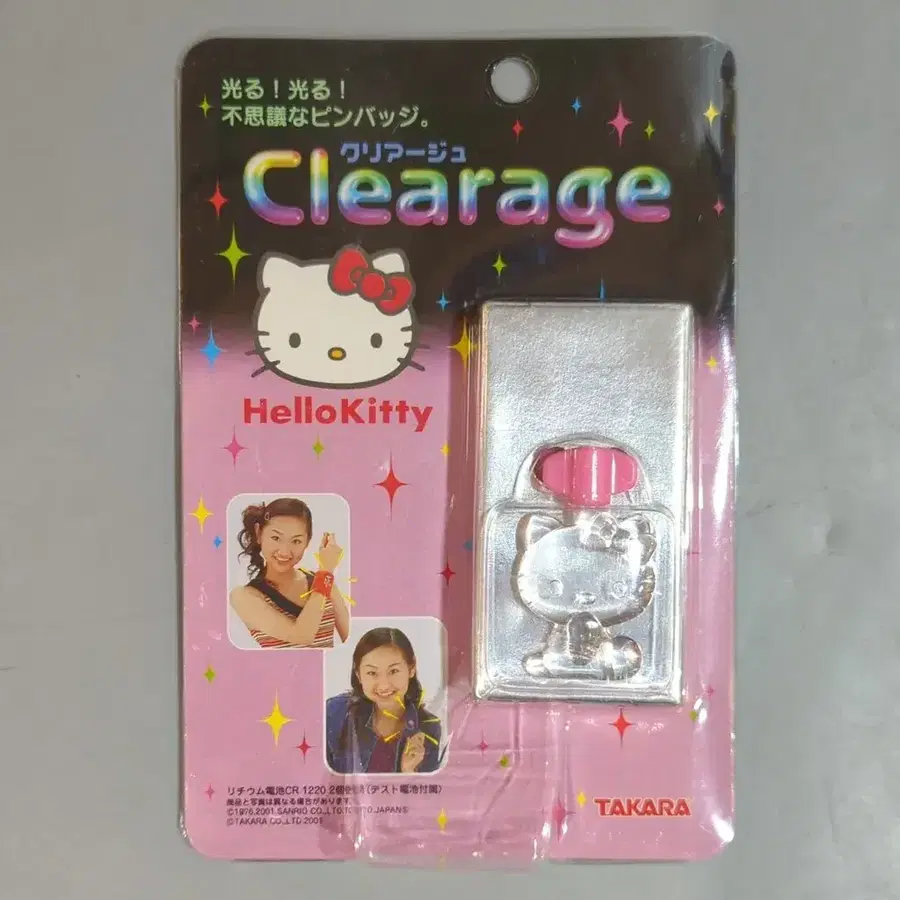 光る！光る！
不思議なピンバッジ。
クリアージュ
Clearage
HelloKitty
リチウム電池CR 1220 2個使用(テスト電池付属)
商品と写真は異なる場合があります。
©1976,2001 SANRIO CO.,LTD.TOKYO,JAPAN®
©TAKARA CO.,LTD 2001
TAKARA